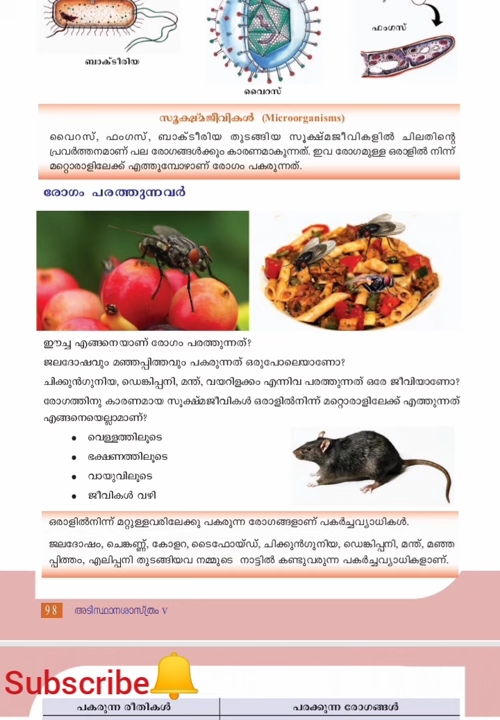 ഫംഗസ്
ബാക്ടീരിയ
വൈറസ്
സൂക്ഷ്മജീവികൾ (Microorganisms)
വൈറസ്, ഫംഗസ്, ബാക്ടീരിയ തുടങ്ങിയ സൂക്ഷ്മജീവികളിൽ ചിലതിന്റെ
പ്രവർത്തനമാണ് പല രോഗങ്ങൾക്കും കാരണമാകുന്നത്. ഇവ രോഗമുള്ള ഒരാളിൽ നിന്ന്
മറ്റൊരാളിലേക്ക് എത്തുമ്പോഴാണ് രോഗം പകരുന്നത്.
രോഗം പരത്തുന്നവർ
ഈച്ച എങ്ങനെയാണ് രോഗം പരത്തുന്നത്?
ജലദോഷവും മഞ്ഞപ്പിത്തവും പകരുന്നത് ഒരുപോലെയാണോ?
ചിക്കുൻഗുനിയ, ഡെങ്കിപ്പനി, മന്ത്, വയറിളക്കം എന്നിവ പരത്തുന്നത് ഒരേ ജീവിയാണോ?
രോഗത്തിനു കാരണമായ സൂക്ഷ്മജീവികൾ ഒരാളിൽനിന്ന് മറ്റൊരാളിലേക്ക് എത്തുന്നത്
എങ്ങനെയെല്ലാമാണ്?
• വെള്ളത്തിലൂടെ
• ഭക്ഷണത്തിലൂടെ
• വായുവിലൂടെ
• ജീവികൾ വഴി
ഒരാളിൽനിന്ന് മറ്റുള്ളവരിലേക്കു പകരുന്ന രോഗങ്ങളാണ് പകർച്ചവ്യാധികൾ.
ജലദോഷം, ചെങ്കണ്ണ്, കോളറ, ടൈഫോയ്ഡ്, ചിക്കുൻഗുനിയ, ഡെങ്കിപ്പനി, മന്ത്, മഞ്ഞ
പ്പിത്തം, എലിപ്പനി തുടങ്ങിയവ നമ്മുടെ നാട്ടിൽ കണ്ടുവരുന്ന പകർച്ചവ്യാധികളാണ്.
98 അടിസ്ഥാനശാസ്ത്രം V
Subscribe
പകരുന്ന രീതികൾ പരക്കുന്ന രോഗങ്ങൾ